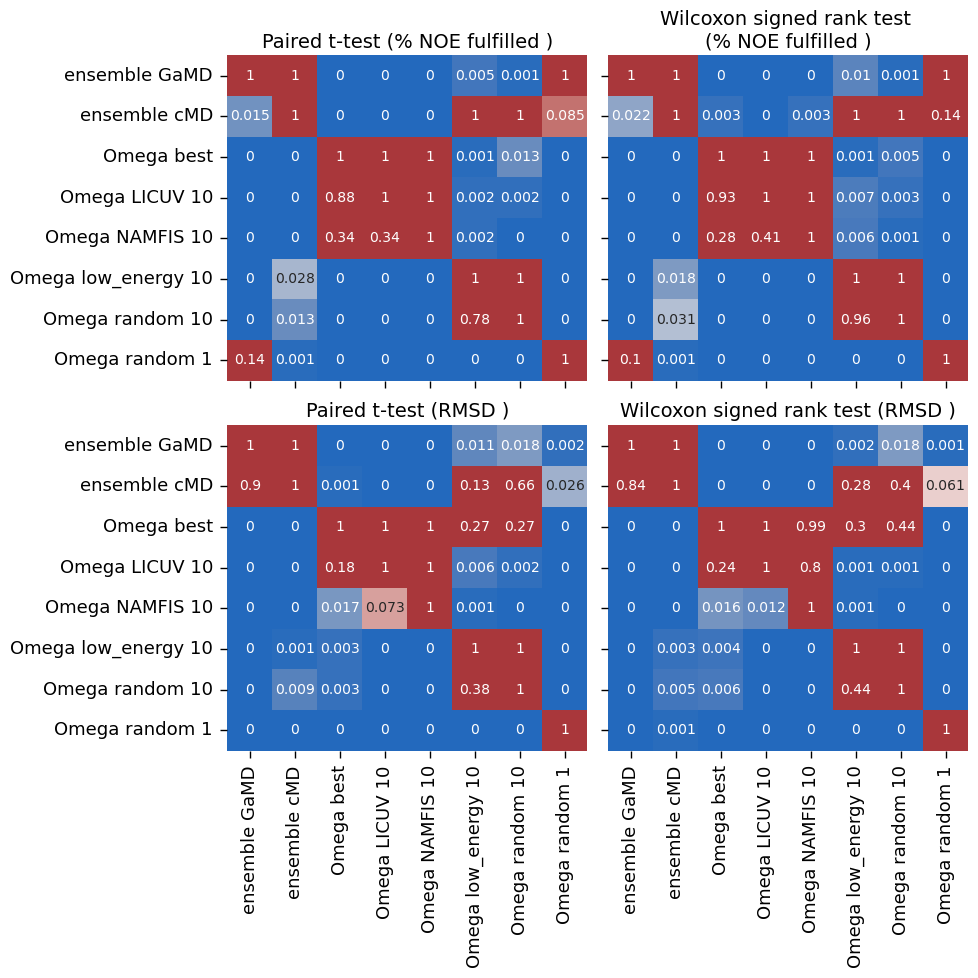 Paired t-test (% NOE fulfilled )
ensemble GaMD 1 1 0 0 0 0.005 0.001 1
ensemble cMD 0.015 1 0 0 0 1 1 0.085
Omega best 0 0 1 1 1 0.001 0.013 0
Omega LICUV 10 0 0 0.88 1 1 0.002 0.002 0
Omega NAMFIS 10 0 0 0.34 0.34 1 0.002 0 0
Omega low_energy 10 0 0.028 0 0 0 1 1 0
Omega random 10 0 0.013 0 0 0 0.78 1 0
Omega random 1 0.14 0.001 0 0 0 0 0 1
Wilcoxon signed rank test
(% NOE fulfilled )
1 1 0 0 0 0.01 0.001 1
0.022 1 0.003 0 0.003 1 1 0.14
0 0 1 1 1 0.001 0.005 0
0 0 0.93 1 1 0.007 0.003 0
0 0 0.28 0.41 1 0.006 0.001 0
0 0.018 0 0 0 1 1 0
0 0.031 0 0 0 0.96 1 0
0.1 0.001 0 0 0 0 0 1
Paired t-test (RMSD )
ensemble GaMD 1 1 0 0 0 0.011 0.018 0.002
ensemble cMD 0.9 1 0.001 0 0 0.13 0.66 0.026
Omega best 0 0 1 1 1 0.27 0.27 0
Omega LICUV 10 0 0 0.18 1 1 0.006 0.002 0
Omega NAMFIS 10 0 0 0.017 0.073 1 0.001 0 0
Omega low_energy 10 0 0.001 0.003 0 0 1 1 0
Omega random 10 0 0.009 0.003 0 0 0.38 1 0
Omega random 1 0 0 0 0 0 0 0 1
ensemble GaMD
ensemble cMD
Omega best
Omega LICUV 10
Omega NAMFIS 10
Omega low_energy 10
Omega random 10
Omega random 1
Wilcoxon signed rank test (RMSD )
1 1 0 0 0 0.002 0.018 0.001
0.84 1 0 0 0 0.28 0.4 0.061
0 0 1 1 0.99 0.3 0.44 0
0 0 0.24 1 0.8 0.001 0.001 0
0 0 0.016 0.012 1 0.001 0 0
0 0.003 0.004 0 0 1 1 0
0 0.005 0.006 0 0 0.44 1 0
0 0.001 0 0 0 0 0 1
ensemble GaMD
ensemble cMD
Omega best
Omega LICUV 10
Omega NAMFIS 10
Omega low_energy 10
Omega random 10
Omega random 1